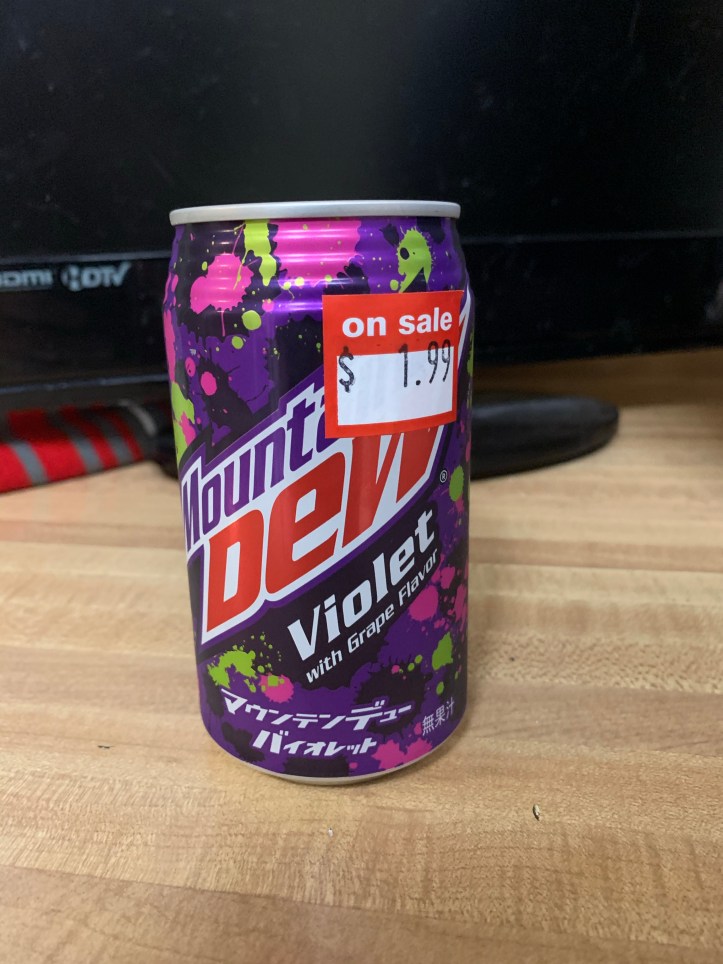 HDMI HDTV
on sale
$ 1.99
Mounta
Dew
®
Violet
with Grape Flavor
マウンテンデュー
バイオレット
無果汁